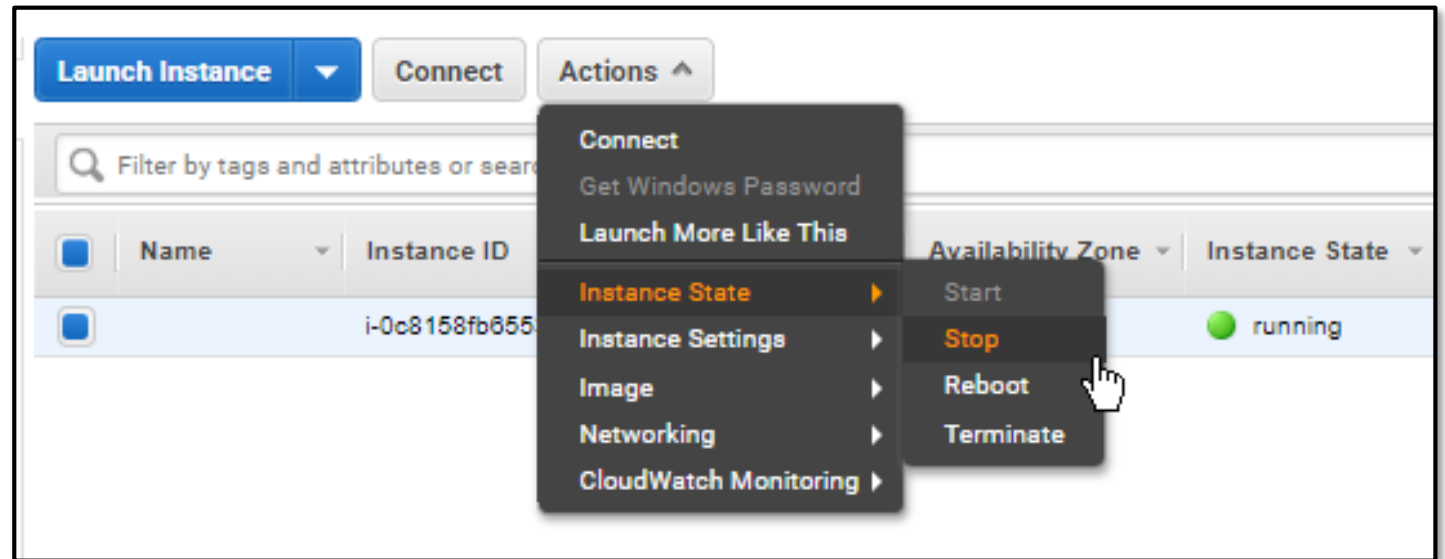 Launch Instance
Connect
Actions
Filter by tags and attributes or
Connect
Get Windows Password
Launch More Like This
Instance State
Instance Settings
Image
Networking
CloudWatch Monitoring
Start
Stop
Reboot
Terminate
Name
Instance ID
Availability Zone
Instance State
i-0c8158fb655
running